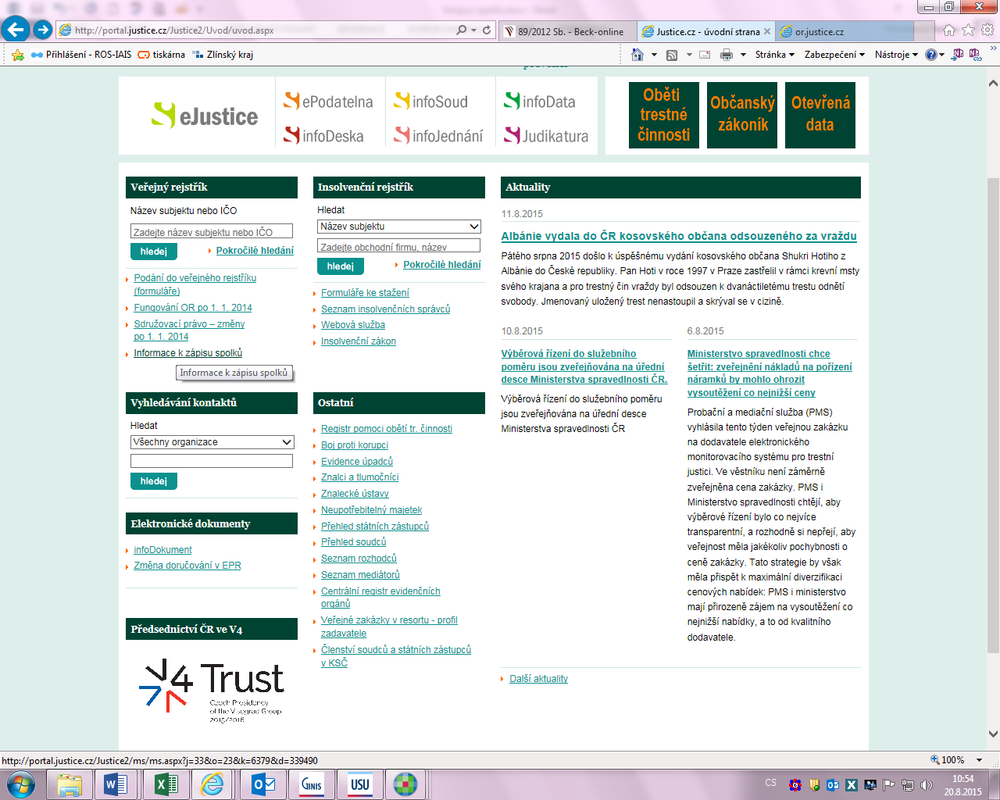 http://portal.justice.cz/Justice2/Uvod/uvod.aspx
89/2012 Sb. - Beck-online
Justice.cz - úvodní strana
or.justice.cz
Přihlášení - ROS-IAIS
tiskárna
Zlínský kraj
Stránka
Zabezpečení
Nástroje
eJustice
ePodatelna
infoSoud
infoData
infoDeska
infoJednání
Judikatura
Oběti
trestné
činnosti
Občanský
zákoník
Otevřená
data
Veřejný rejstřík
Název subjektu nebo IČO
Zadejte název subjektu nebo IČO
hledej
Pokročilé hledání
Podání do veřejného rejstříku
(formuláře)
Fungování OR po 1. 1. 2014
Sdružovací právo – změny
po 1. 1. 2014
Informace k zápisu spolků
Informace k zápisu spolků
Insolvenční rejstřík
Hledat
Název subjektu
Zadejte obchodní firmu, název
hledej
Pokročilé hledání
Formuláře ke stažení
Seznam insolvenčních správců
Webová služba
Insolvenční zákon
Aktuality
11.8.2015
Albánie vydala do ČR kosovského občana odsouzeného za vraždu
Pátého srpna 2015 došlo k úspěšnému vydání kosovského občana Shukri Hotiho z
Albánie do České republiky. Pan Hoti v roce 1997 v Praze zastřelil v rámci krevní msty
svého krajana a pro trestný čin vraždy byl odsouzen k dvanáctiletému trestu odnětí
svobody. Jmenovaný uložený trest nenastoupil a skrýval se v cizině.
10.8.2015
Výběrová řízení do služebního
poměru jsou zveřejňována na úřední
desce Ministerstva spravedlnosti ČR.
Výběrová řízení do služebního poměru
jsou zveřejňována na úřední desce
Ministerstva spravedlnosti ČR
6.8.2015
Ministerstvo spravedlnosti chce
šetřit: zveřejnění nákladů na pořízení
náramků by mohlo ohrozit
vysoutěžení co nejnižší ceny
Probační a mediační služba (PMS)
vyhlásila tento týden veřejnou zakázku
na dodavatele elektronického
monitorovacího systému pro trestní
justici. Ve věstníku není záměrně
zveřejněna cena zakázky. PMS i
Ministerstvo spravedlnosti chtějí, aby
výběrové řízení bylo co nejvíce
transparentní, a rozhodně si nepřejí, aby
veřejnost měla jakékoliv pochybnosti o
ceně zakázky. Tato strategie by však
měla přispět k maximální diverzifikaci
cenových nabídek: PMS i ministerstvo
mají přirozeně zájem na vysoutěžení co
nejnižší nabídky, a to od kvalitního
dodavatele.
Další aktuality
Vyhledávání kontaktů
Hledat
Všechny organizace
hledej
Elektronické dokumenty
infoDokument
Změna doručování v EPR
Předsednictví ČR ve V4
V4 Trust
Czech Presidency
of the Visegrad Group
2015/2016
Ostatní
Registr pomoci obětí tr. činnosti
Boj proti korupci
Evidence úpadců
Znalci a tlumočníci
Znalecké ústavy
Neupotřebitelný majetek
Přehled státních zástupců
Přehled soudců
Seznam rozhodců
Seznam mediátorů
Centrální registr evidenčních
orgánů
Veřejné zakázky v resortu - profil
zadavatele
Členství soudců a státních zástupců
v KSČ
http://portal.justice.cz/Justice2/ms/ms.aspx?j=33&o=23&k=6379&d=339490
100%
GINIS
USU
CS
10:54
20.8.2015